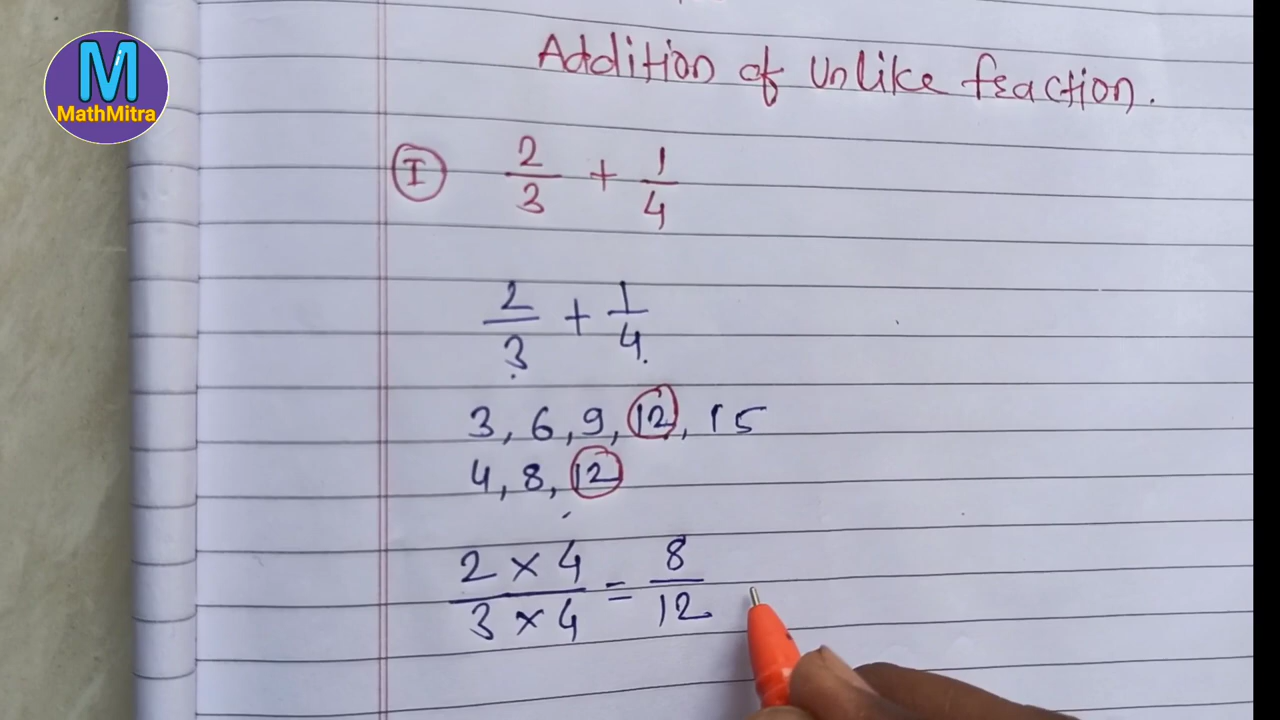 M
MathMitra
Addition of Unlike fraction.
I 2/3 + 1/4
2/3 + 1/4
3, 6, 9, 12, 15
4, 8, 12
2 × 4 / 3 × 4 = 8/12